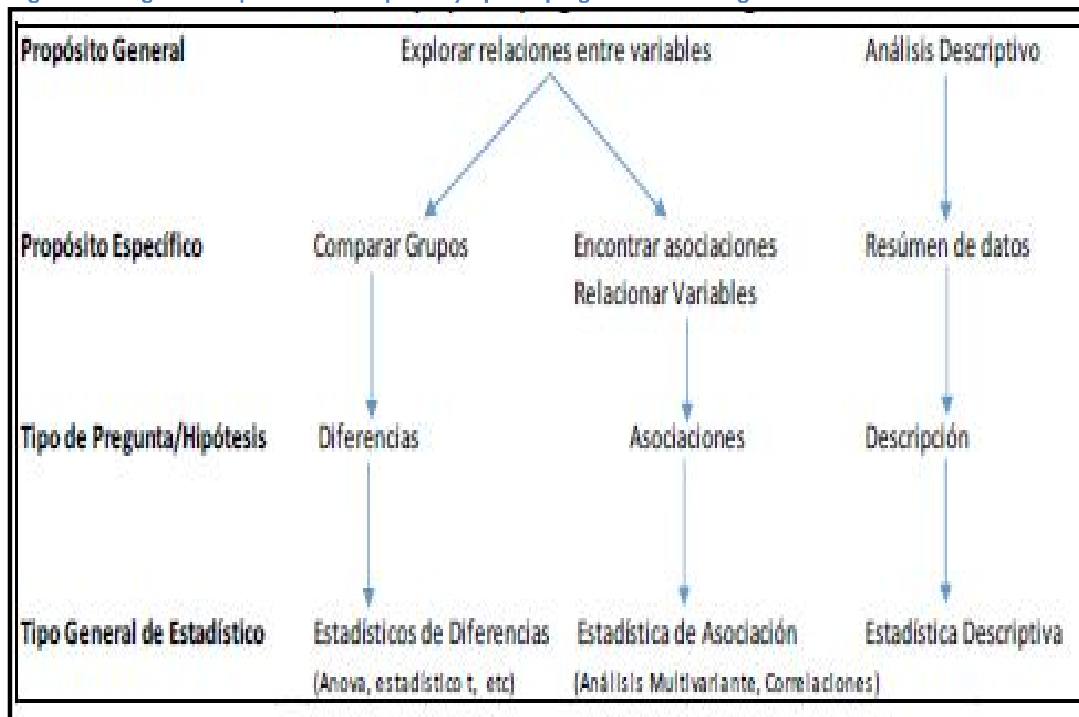 Propósito General Explorar relaciones entre variables Análisis Descriptivo
Propósito Específico Comparar Grupos Encontrar asociaciones Resúmen de datos
Relacionar Variables
Tipo de Pregunta/Hipótesis Diferencias Asociaciones Descripción
Tipo General de Estadístico Estadísticos de Diferencias Estadística de Asociación Estadística Descriptiva
(Anova, estadístico t, etc) (Análisis Multivariante, Correlaciones)